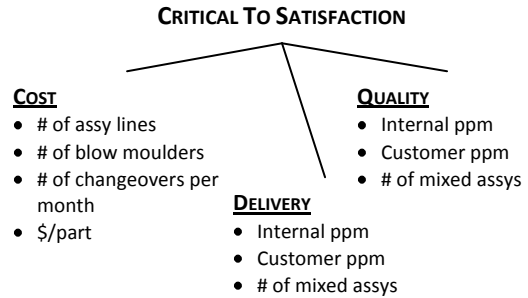 CRITICAL TO SATISFACTION
COST
• # of assy lines
• # of blow moulders
• # of changeovers per
month
• $/part
DELIVERY
• Internal ppm
• Customer ppm
• # of mixed assys
QUALITY
• Internal ppm
• Customer ppm
• # of mixed assys